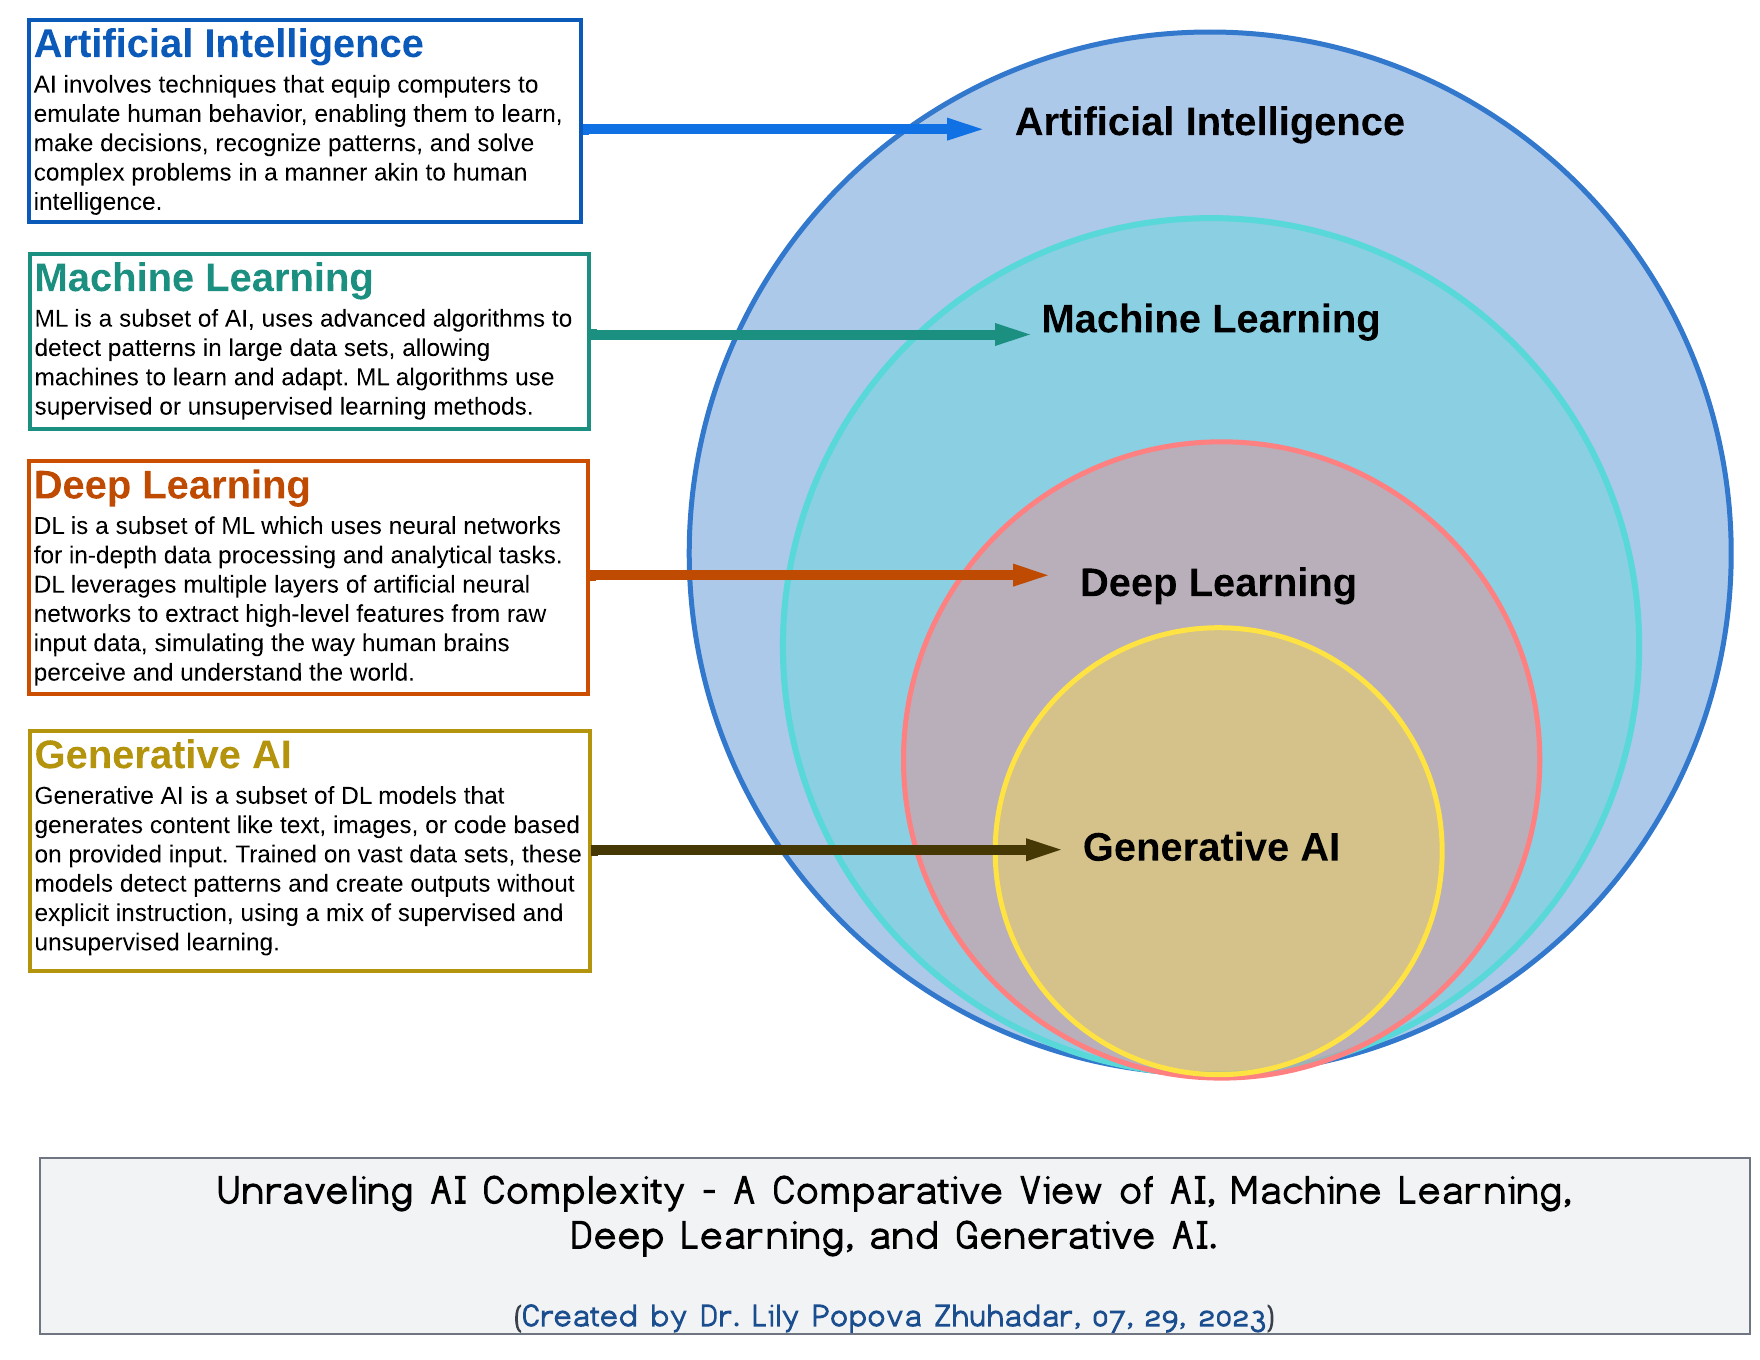 Artificial Intelligence
AI involves techniques that equip computers to
emulate human behavior, enabling them to learn,
make decisions, recognize patterns, and solve
complex problems in a manner akin to human
intelligence.
Machine Learning
ML is a subset of AI, uses advanced algorithms to
detect patterns in large data sets, allowing
machines to learn and adapt. ML algorithms use
supervised or unsupervised learning methods.
Deep Learning
DL is a subset of ML which uses neural networks
for in-depth data processing and analytical tasks.
DL leverages multiple layers of artificial neural
networks to extract high-level features from raw
input data, simulating the way human brains
perceive and understand the world.
Generative AI
Generative AI is a subset of DL models that
generates content like text, images, or code based
on provided input. Trained on vast data sets, these
models detect patterns and create outputs without
explicit instruction, using a mix of supervised and
unsupervised learning.
Artificial Intelligence
Machine Learning
Deep Learning
Generative AI
Unraveling AI Complexity - A Comparative View of AI, Machine Learning,
Deep Learning, and Generative AI.
(Created by Dr. Lily Popova Zhuhadar, 07, 29, 2023)